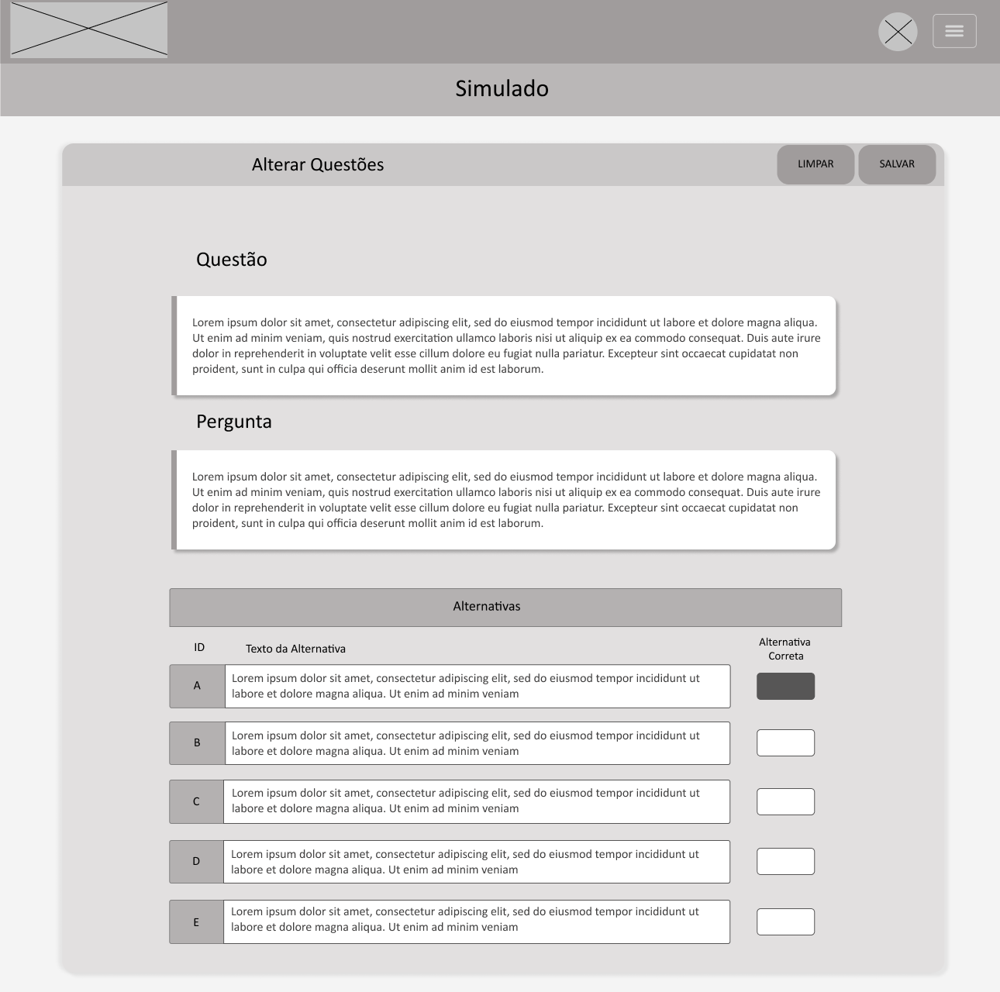 Simulado
Alterar Questões
LIMPAR
SALVAR
Questão
Lorem ipsum dolor sit amet, consectetur adipiscing elit, sed do eiusmod tempor incididunt ut labore et dolore magna aliqua.
Ut enim ad minim veniam, quis nostrud exercitation ullamco laboris nisi ut aliquip ex ea commodo consequat. Duis aute irure
dolor in reprehenderit in voluptate velit esse cillum dolore eu fugiat nulla pariatur. Excepteur sint occaecat cupidatat non
proident, sunt in culpa qui officia deserunt mollit anim id est laborum.
Pergunta
Lorem ipsum dolor sit amet, consectetur adipiscing elit, sed do eiusmod tempor incididunt ut labore et dolore magna aliqua.
Ut enim ad minim veniam, quis nostrud exercitation ullamco laboris nisi ut aliquip ex ea commodo consequat. Duis aute irure
dolor in reprehenderit in voluptate velit esse cillum dolore eu fugiat nulla pariatur. Excepteur sint occaecat cupidatat non
proident, sunt in culpa qui officia deserunt mollit anim id est laborum.
Alternativas
ID
Texto da Alternativa
Alternativa
Correta
A
Lorem ipsum dolor sit amet, consectetur adipiscing elit, sed do eiusmod tempor incididunt ut
labore et dolore magna aliqua. Ut enim ad minim veniam
B
Lorem ipsum dolor sit amet, consectetur adipiscing elit, sed do eiusmod tempor incididunt ut
labore et dolore magna aliqua. Ut enim ad minim veniam
C
Lorem ipsum dolor sit amet, consectetur adipiscing elit, sed do eiusmod tempor incididunt ut
labore et dolore magna aliqua. Ut enim ad minim veniam
D
Lorem ipsum dolor sit amet, consectetur adipiscing elit, sed do eiusmod tempor incididunt ut
labore et dolore magna aliqua. Ut enim ad minim veniam
E
Lorem ipsum dolor sit amet, consectetur adipiscing elit, sed do eiusmod tempor incididunt ut
labore et dolore magna aliqua. Ut enim ad minim veniam